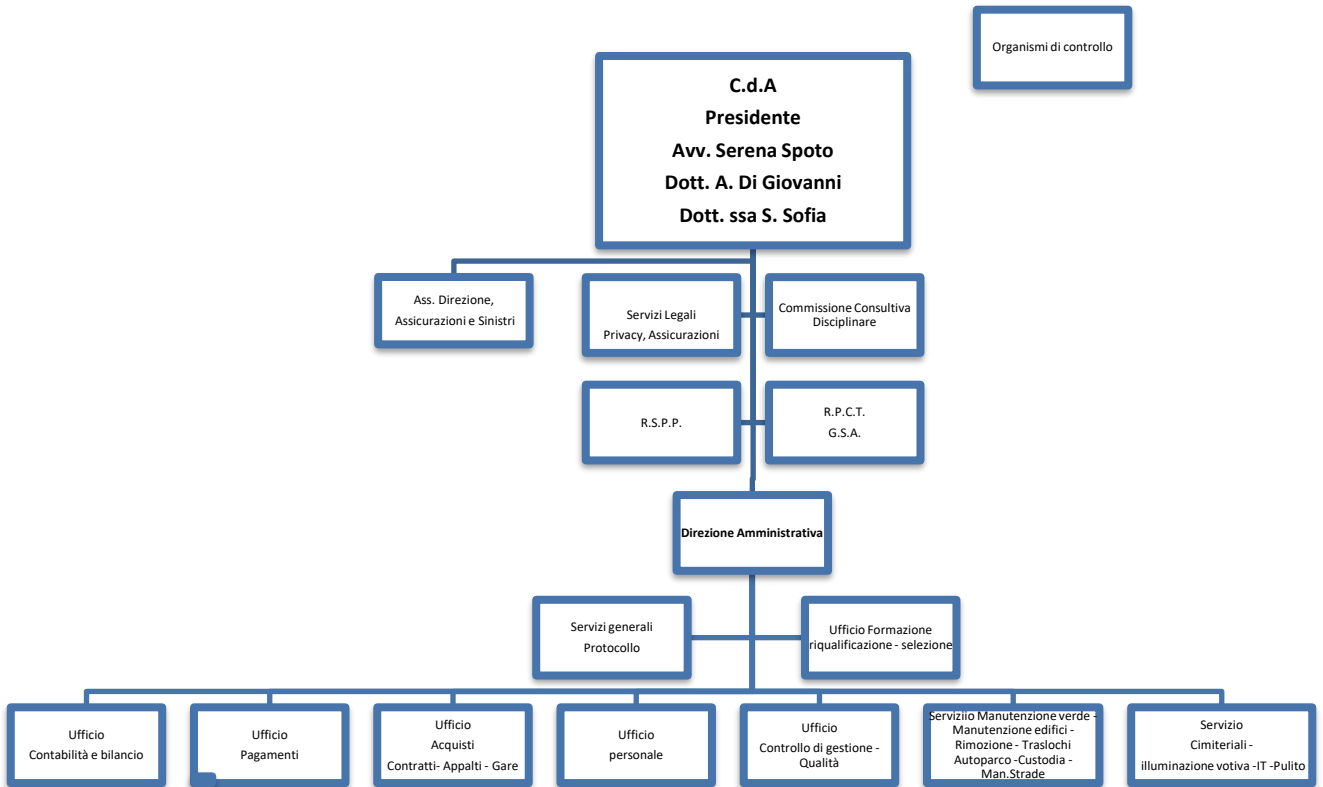 Organismi di controllo
C.d.A
Presidente
Avv. Serena Spoto
Dott. A. Di Giovanni
Dott. ssa S. Sofia
Ass. Direzione,
Assicurazioni e Sinistri
Servizi Legali
Privacy, Assicurazioni
Commissione Consultiva
Disciplinare
R.S.P.P.
R.P.C.T.
G.S.A.
Direzione Amministrativa
Servizi generali
Protocollo
Ufficio Formazione
riqualificazione - selezione
Ufficio
Contabilità e bilancio
Ufficio
Pagamenti
Ufficio
Acquisti
Contratti- Appalti - Gare
Ufficio
personale
Ufficio
Controllo di gestione -
Qualità
Serviziio Manutenzione verde -
Manutenzione edifici -
Rimozione - Traslochi
Autoparco -Custodia -
Man.Strade
Servizio
Cimiteriali -
illuminazione votiva -IT -Pulito